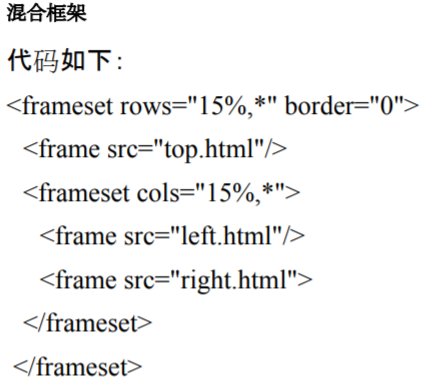 混合框架
代码如下:
<frameset rows="15%,*" border="0">
<frame src="top.html"/>
<frameset cols="15%,*">
<frame src="left.html"/>
<frame src="right.html">
</frameset>
</frameset>